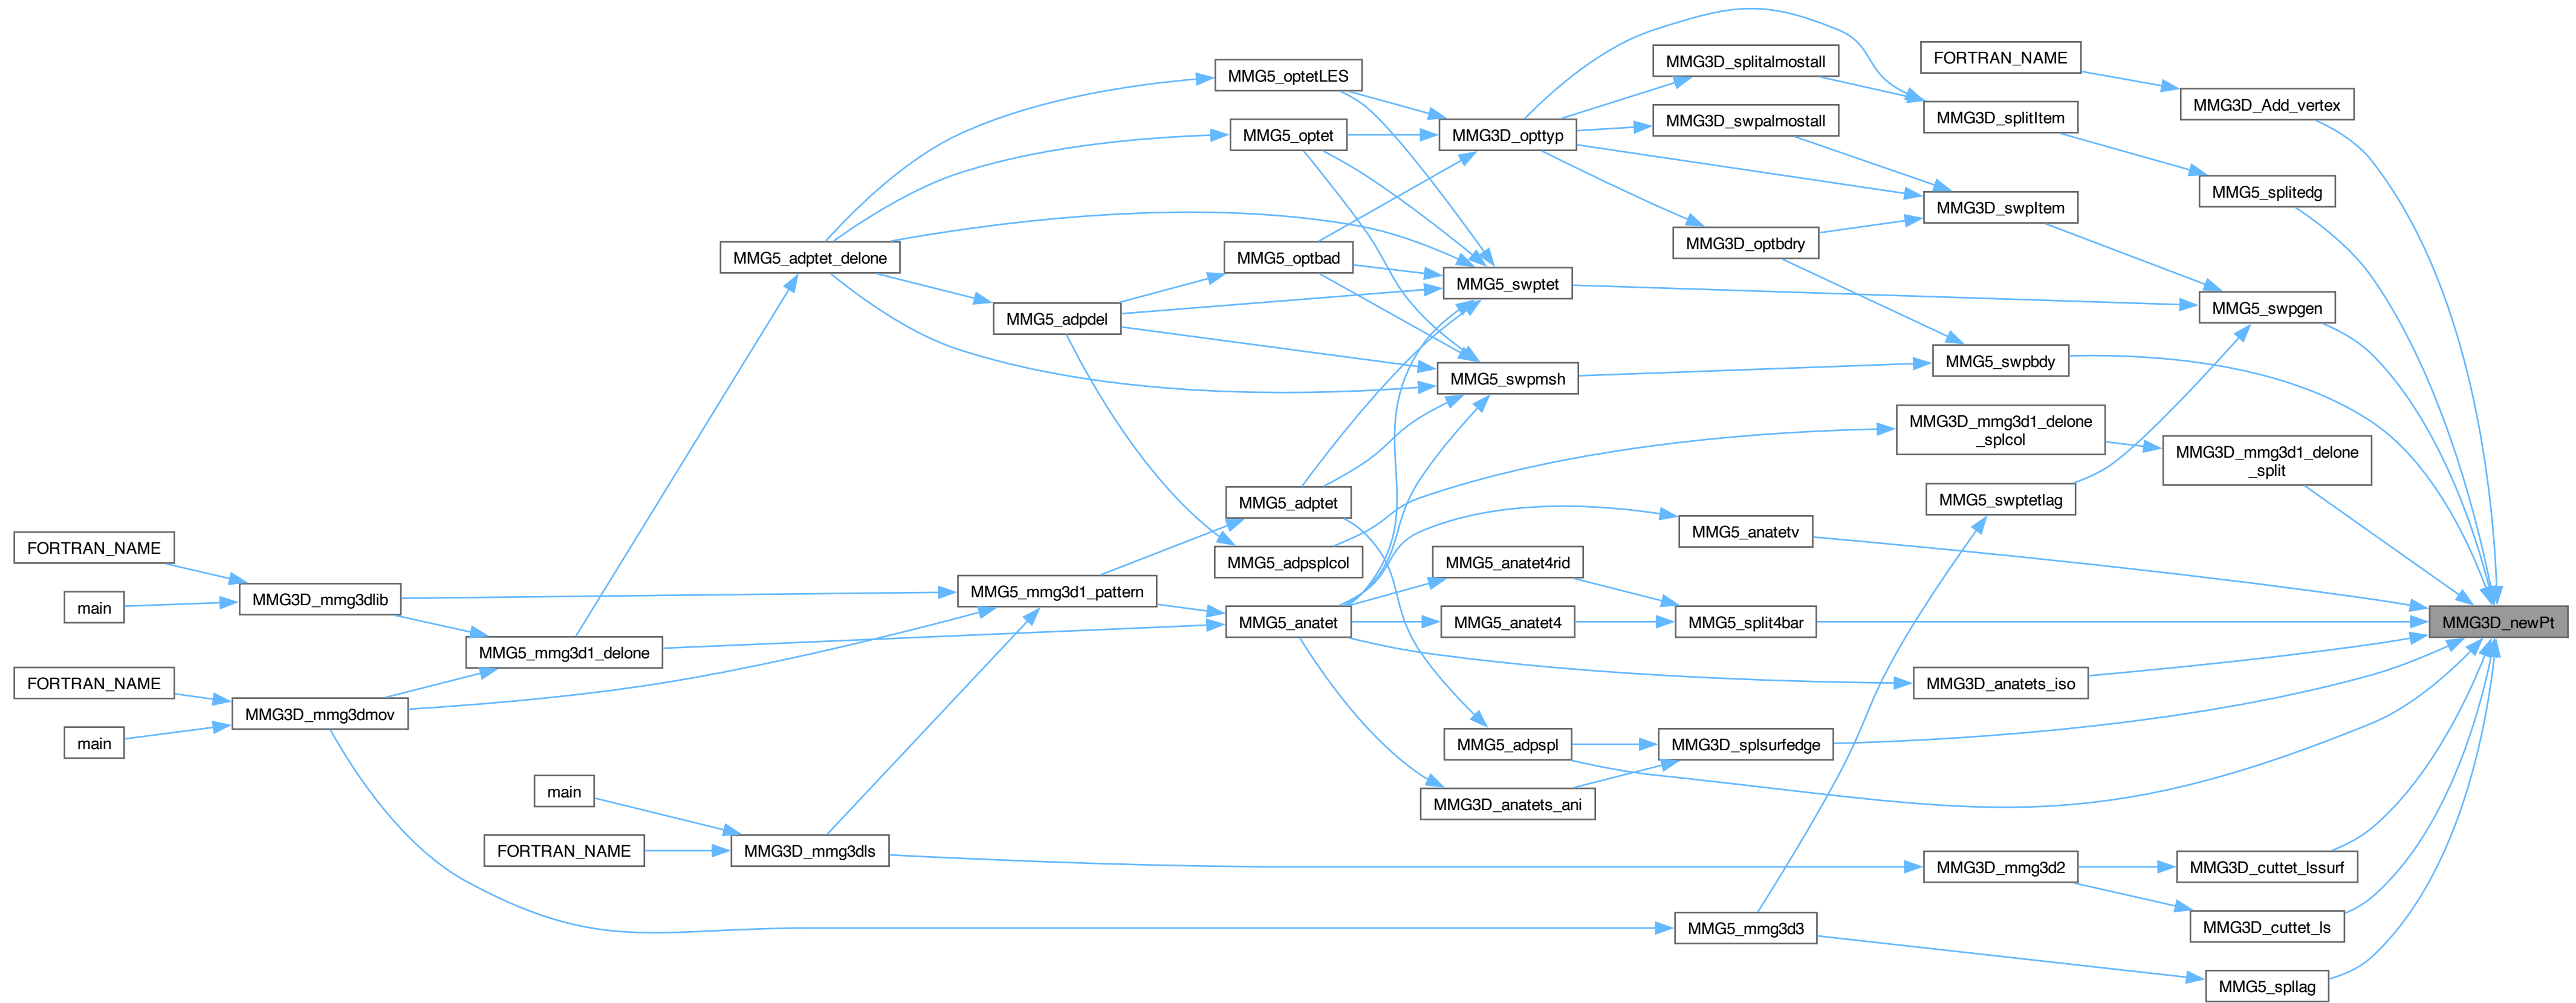 MMG5_optetLES
MMG3D_splitalmostall
FORTRAN_NAME
MMG3D_Add_vertex
MMG5_optet
MMG3D_opttyp
MMG3D_swpalmostall
MMG3D_splitItem
MMG5_splitedg
MMG3D_swpItem
MMG3D_optbdry
MMG5_adptet_delone
MMG5_optbad
MMG5_swptet
MMG5_swpgen
MMG5_adpdel
MMG5_swpbdy
MMG5_swpmsh
MMG3D_mmg3d1_delone
_splcol
MMG3D_mmg3d1_delone
_split
MMG5_adptet
MMG5_swptetlag
MMG5_anatetv
FORTRAN_NAME
MMG5_adpsplcol
MMG5_anatet4rid
MMG5_mmg3d1_pattern
MMG3D_mmg3dlib
main
MMG5_anatet
MMG5_anatet4
MMG5_split4bar
MMG3D_newPt
MMG5_mmg3d1_delone
FORTRAN_NAME
MMG3D_anatets_iso
MMG3D_mmg3dmov
main
MMG5_adpspl
MMG3D_splsurfedge
main
MMG3D_anatets_ani
FORTRAN_NAME
MMG3D_mmg3dls
MMG3D_mmg3d2
MMG3D_cuttet_lssurf
MMG5_mmg3d3
MMG3D_cuttet_ls
MMG5_spllag